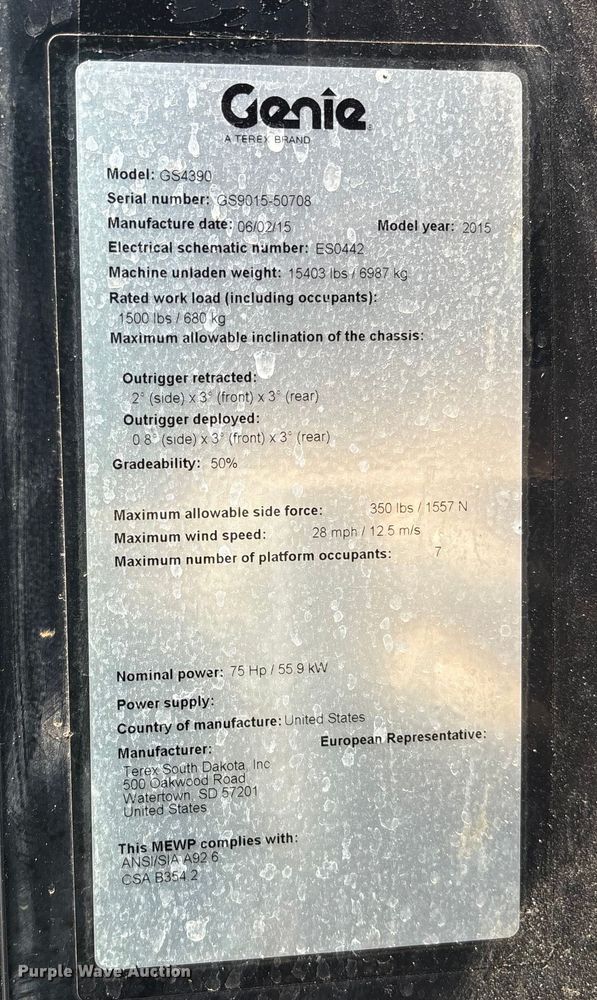 Genie
A TEREX BRAND
Model: GS4390
Serial number: GS9015-50708
Manufacture date: 06/02/15 Model year: 2015
Electrical schematic number: ES0442
Machine unladen weight: 15403 lbs / 6987 kg
Rated work load (including occupants):
1500 lbs / 680 kg
Maximum allowable inclination of the chassis:
Outrigger retracted:
2° (side) x 3° (front) x 3° (rear)
Outrigger deployed:
0.8° (side) x 3° (front) x 3° (rear)
Gradeability: 50%
Maximum allowable side force: 350 lbs / 1557 N
Maximum wind speed: 28 mph / 12.5 m/s
Maximum number of platform occupants: 7
Nominal power: 75 Hp / 55.9 kW
Power supply:
Country of manufacture: United States
Manufacturer: European Representative:
Terex South Dakota, Inc
500 Oakwood Road
Watertown, SD 57201
United States
This MEWP complies with:
ANSI/SIA A92.6
CSA B354.2
Purple Wave Auction